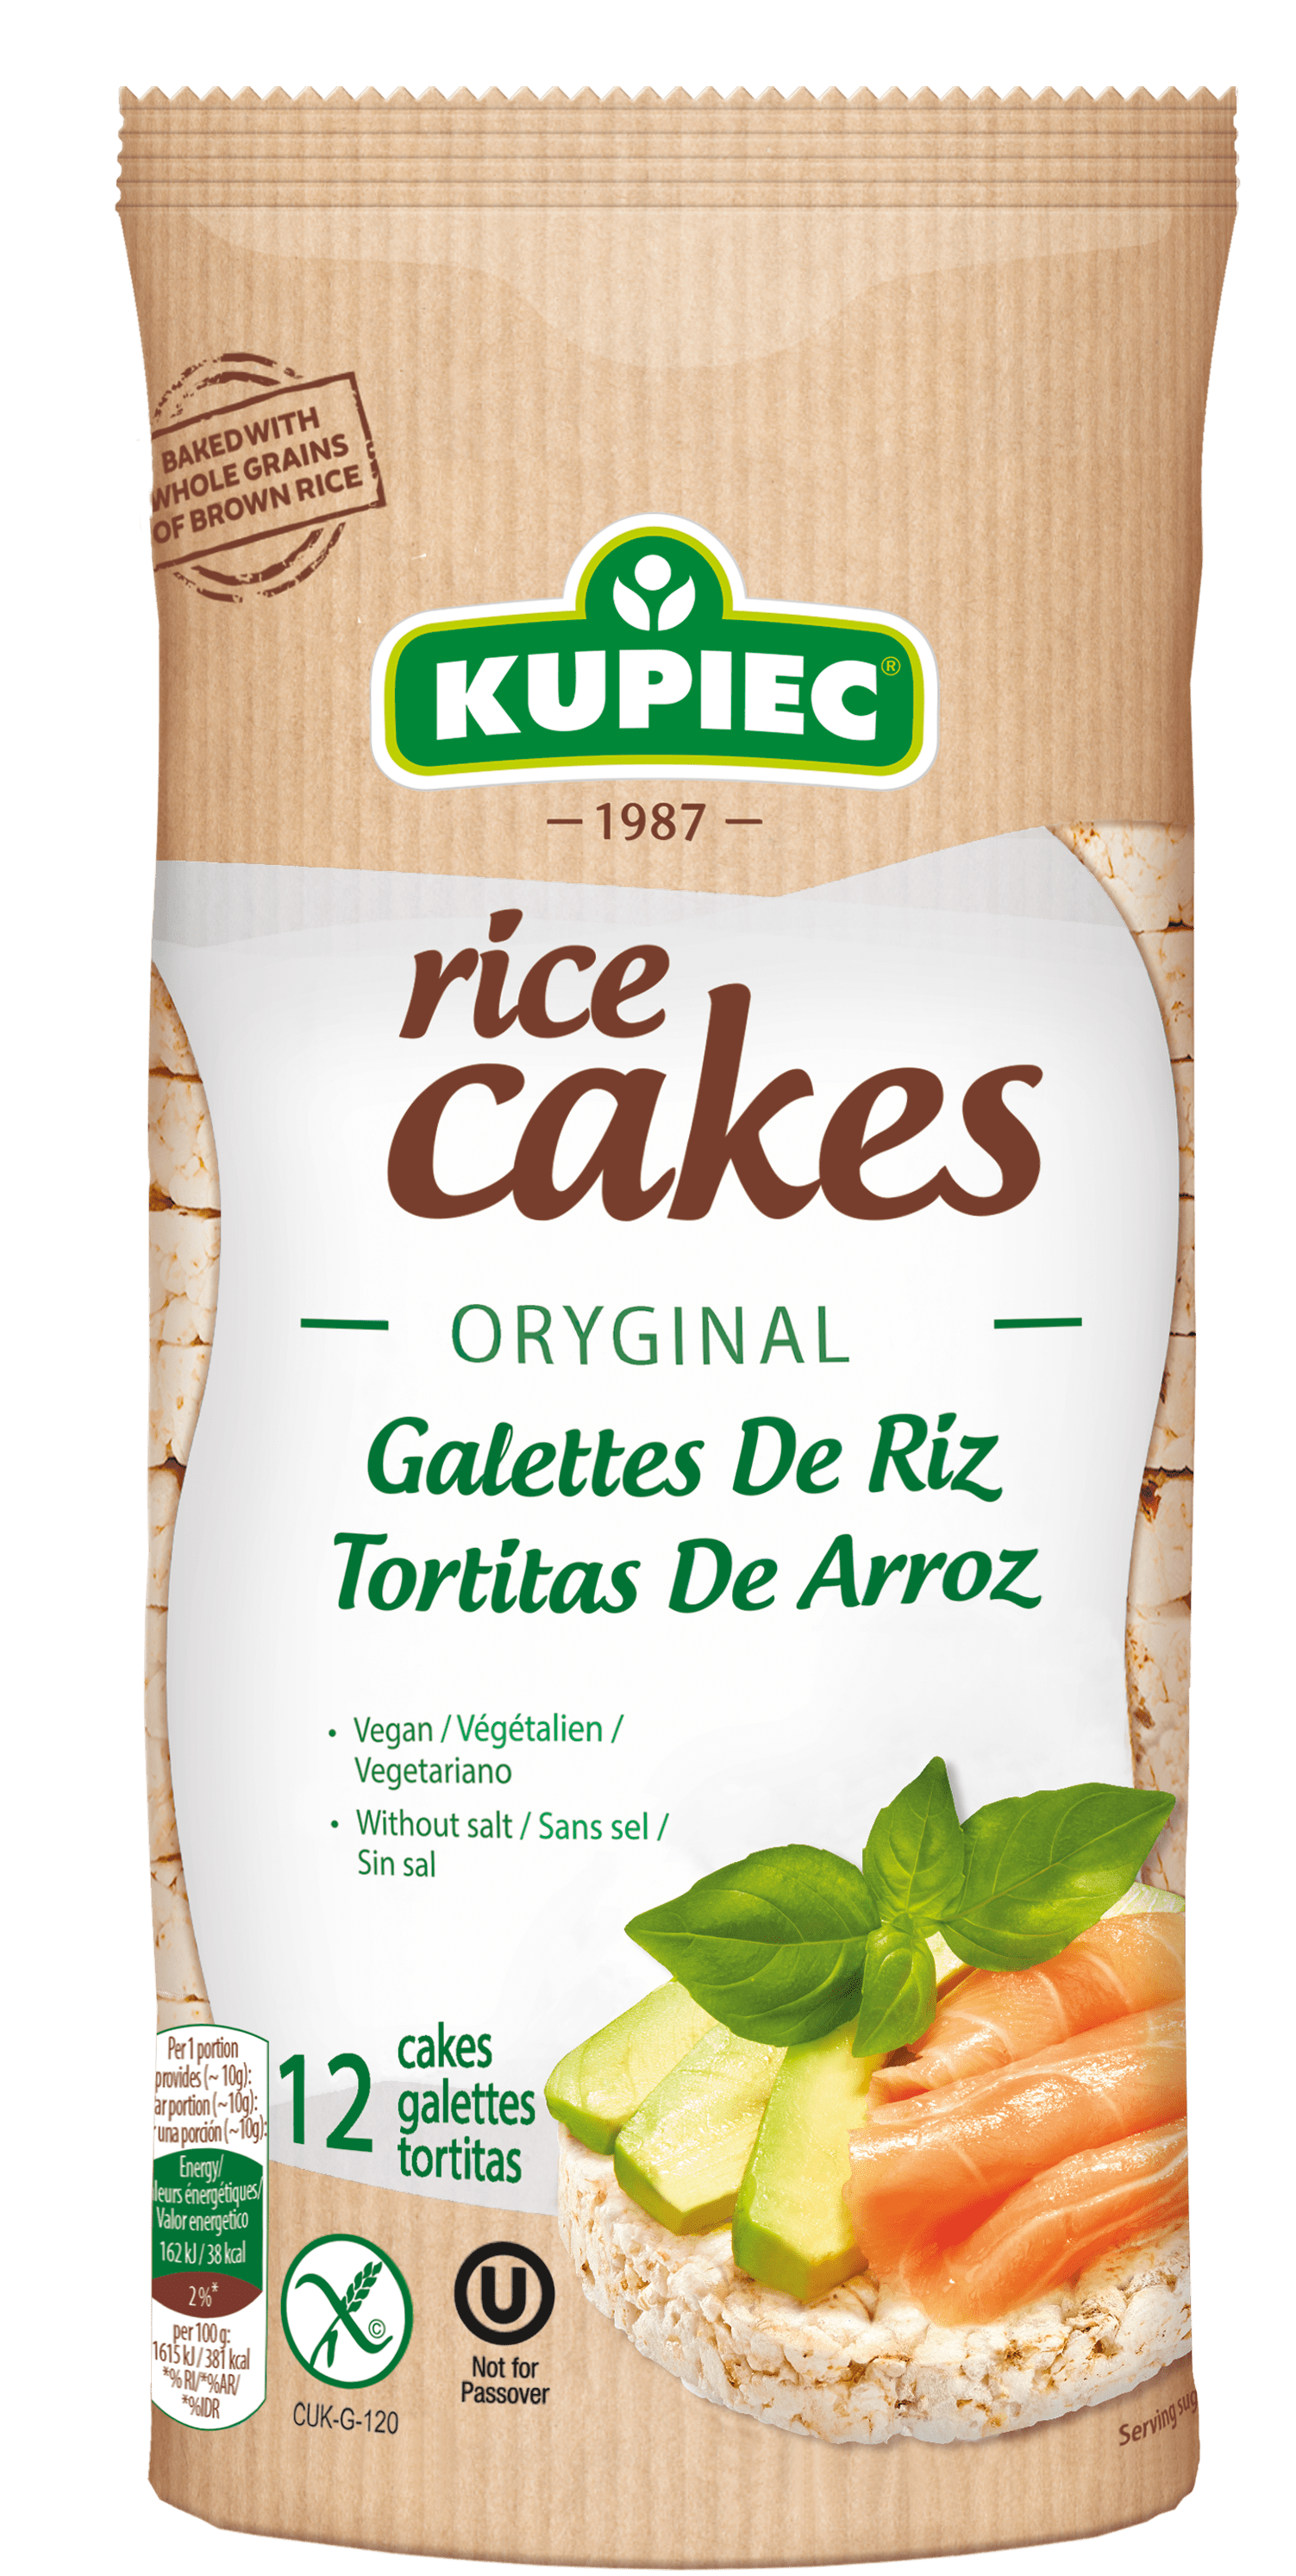 BAKED WITH
WHOLE GRAINS
OF BROWN RICE
KUPIEC®
– 1987 –
rice
cakes
ORYGINAL
Galettes De Riz
Tortitas De Arroz
• Vegan / Végétalien /
Vegetariano
• Without salt / Sans sel /
Sin sal
12
cakes
galettes
tortitas
Per 1 portion
provides (~ 10g):
portion (~10g):
una porción (~10g):
Energy/
énergétiques/
Valor energetico
162 kJ / 38 kcal
2%*
per 100 g:
1615 kJ / 381 kcal
*% RI/*%AR/
*%IDR
©
CUK-G-120
U
Not for
Passover
Serving